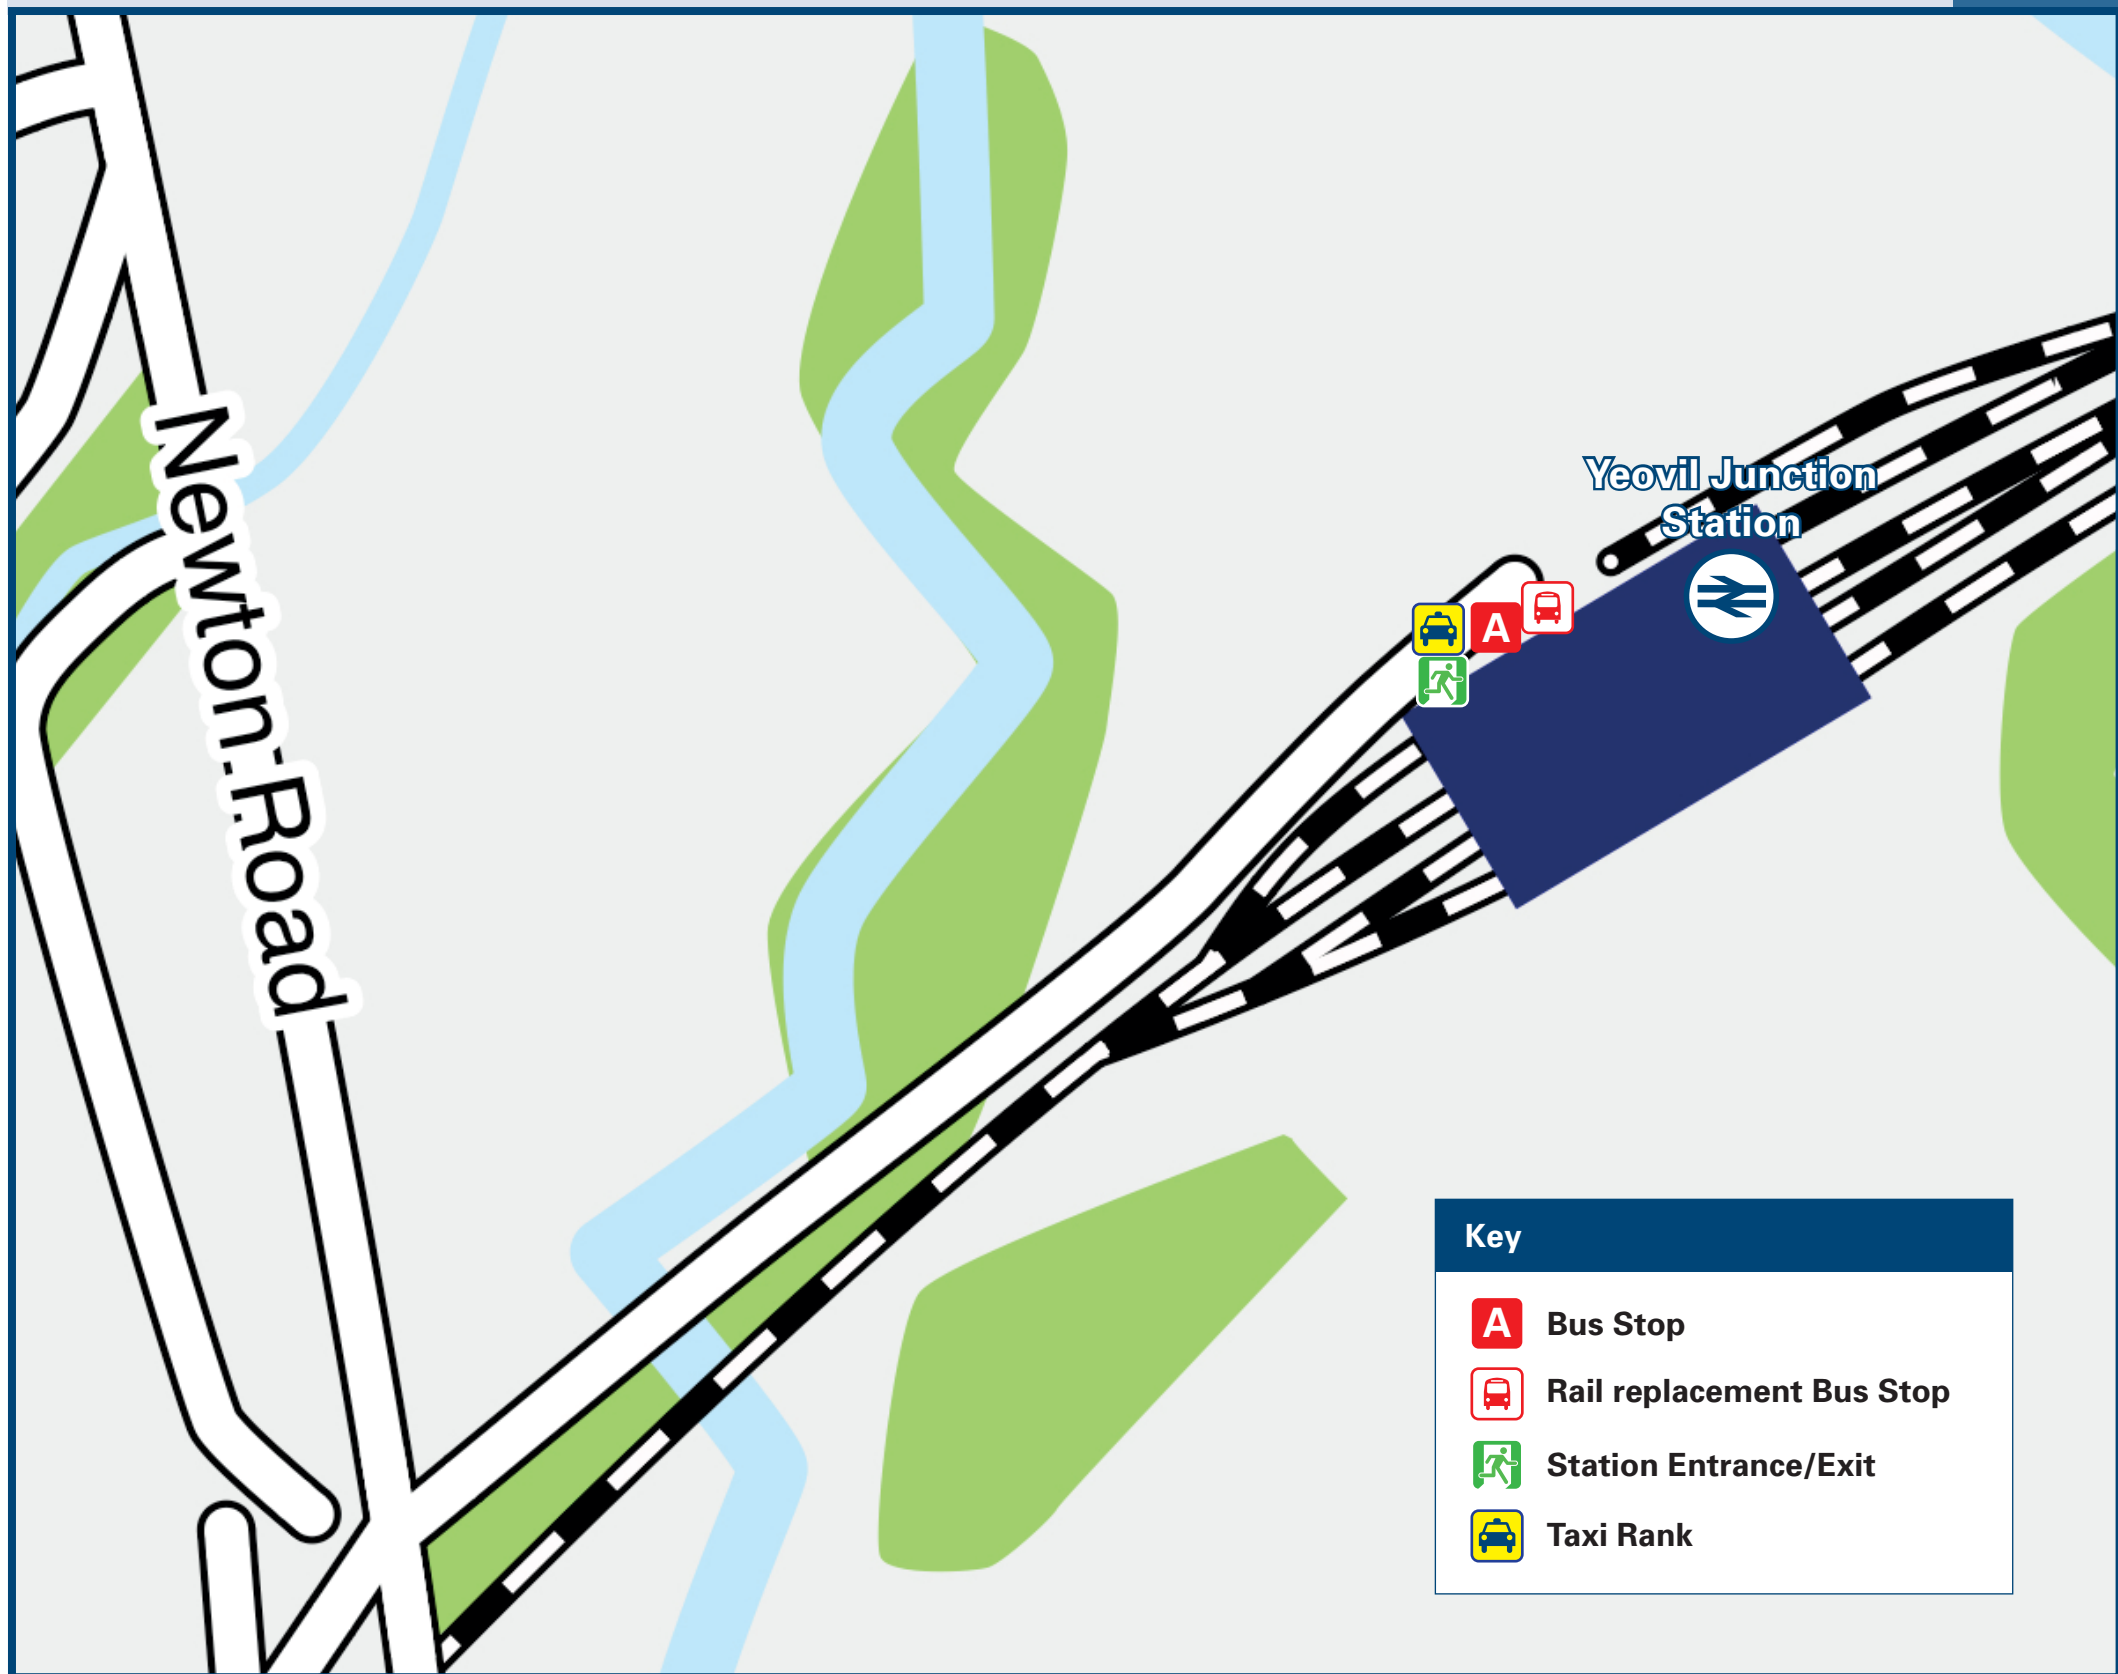 Newton Road
Yeovil Junction
Station
A
Key
A Bus Stop
Rail replacement Bus Stop
Station Entrance/Exit
Taxi Rank